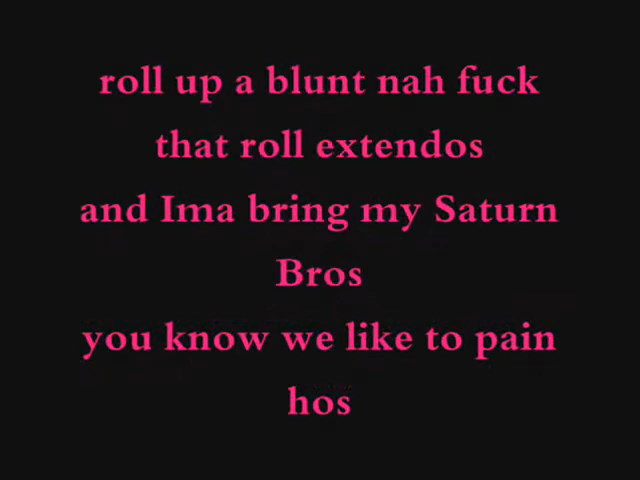 roll up a blunt nah fuck
that roll extendos
and Ima bring my Saturn
Bros
you know we like to pain
hos